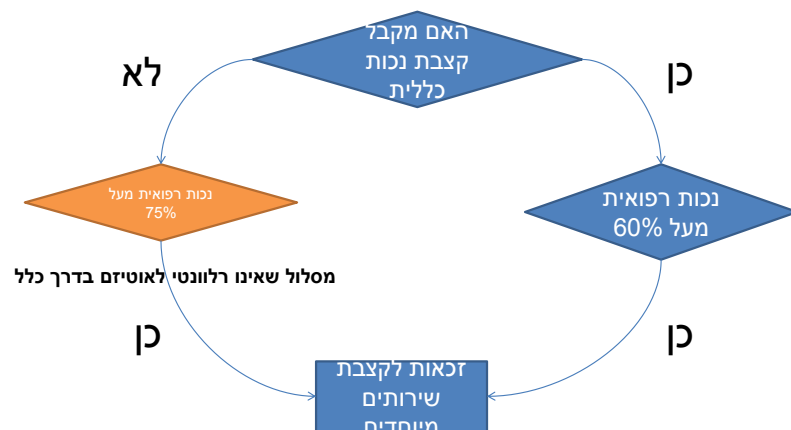 האם מקבל
קצבת נכות
כללית
כן
לא
נכות רפואית
מעל 60%
נכות רפואית מעל
75%
מסלול שאינו רלוונטי לאוטיזם בדרך כלל
כן
כן
זכאות לקצבת
שירותים
מיוחדים